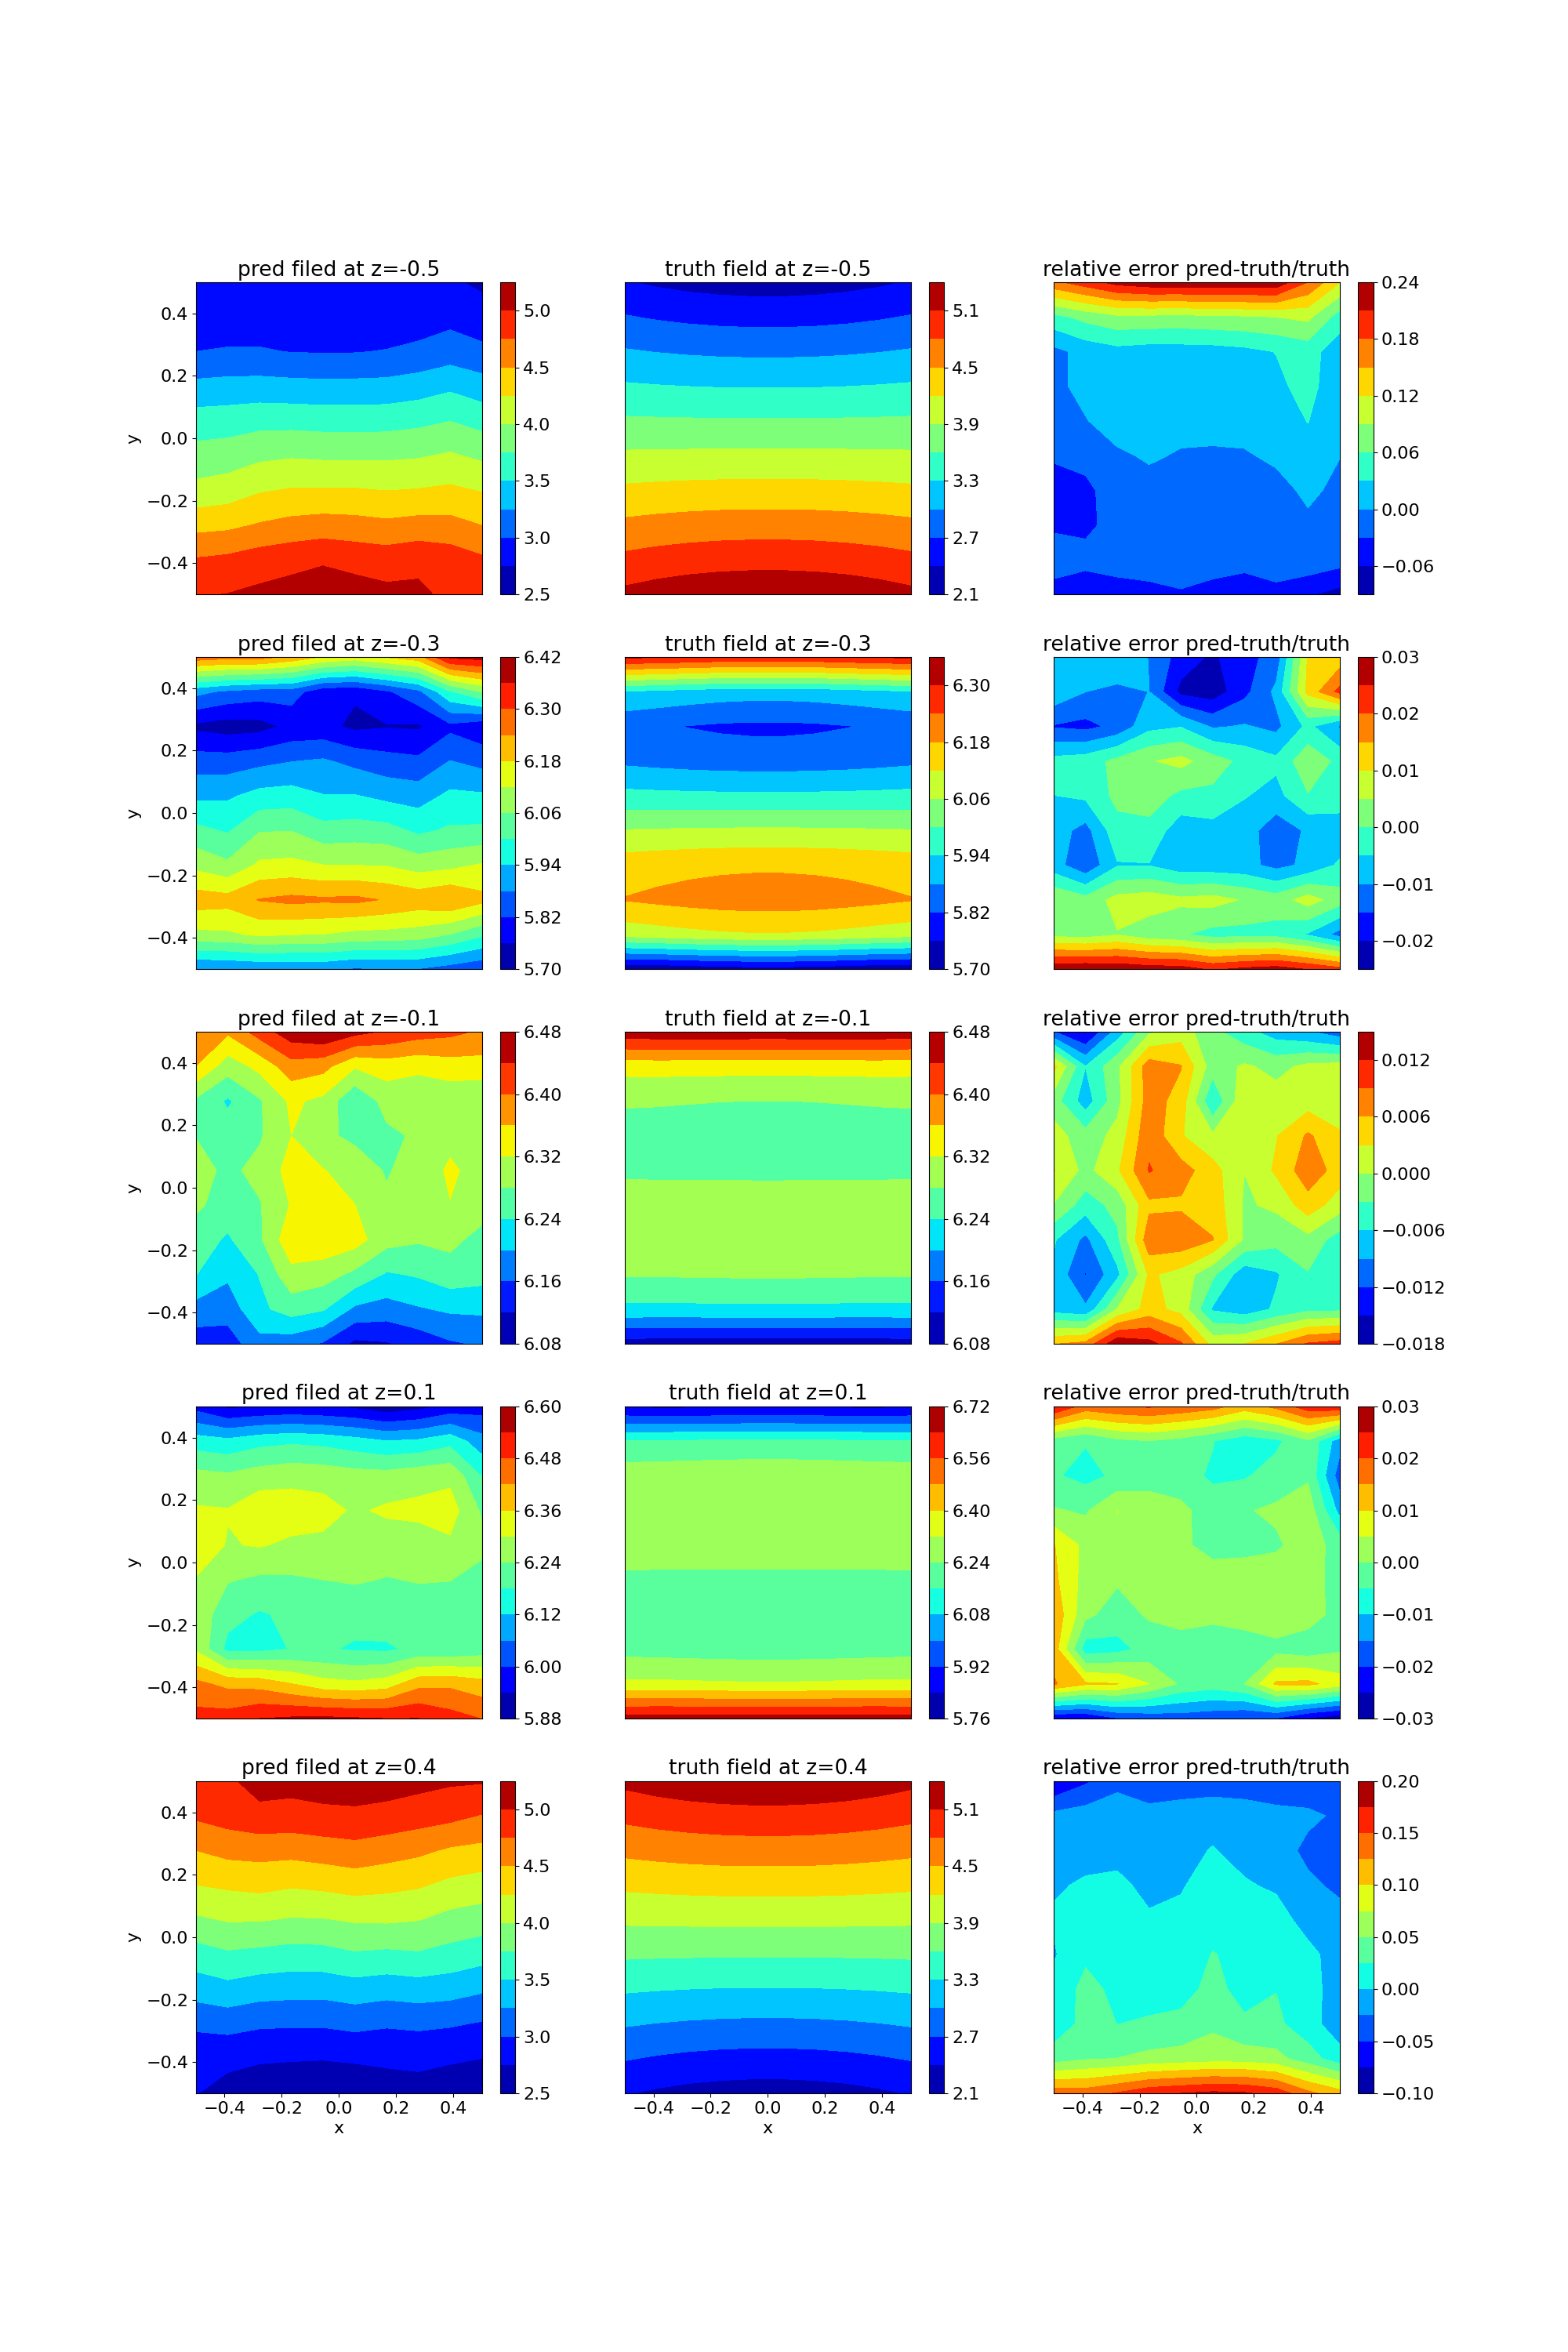 pred filed at z=-0.5 truth field at z=-0.5 relative error pred-truth/truth
y 0.4 0.2 0.0 −0.2 −0.4
5.0 4.5 4.0 3.5 3.0 2.5
5.1 4.5 3.9 3.3 2.7 2.1
0.24 0.18 0.12 0.06 0.00 −0.06
pred filed at z=-0.3 truth field at z=-0.3 relative error pred-truth/truth
y 0.4 0.2 0.0 −0.2 −0.4
6.42 6.30 6.18 6.06 5.94 5.82 5.70
6.30 6.18 6.06 5.94 5.82 5.70
0.03 0.02 0.01 0.00 −0.01 −0.02
pred filed at z=-0.1 truth field at z=-0.1 relative error pred-truth/truth
y 0.4 0.2 0.0 −0.2 −0.4
6.48 6.40 6.32 6.24 6.16 6.08
6.48 6.40 6.32 6.24 6.16 6.08
0.012 0.006 0.000 −0.006 −0.012 −0.018
pred filed at z=0.1 truth field at z=0.1 relative error pred-truth/truth
y 0.4 0.2 0.0 −0.2 −0.4
6.60 6.48 6.36 6.24 6.12 6.00 5.88
6.72 6.56 6.40 6.24 6.08 5.92 5.76
0.03 0.02 0.01 0.00 −0.01 −0.02 −0.03
pred filed at z=0.4 truth field at z=0.4 relative error pred-truth/truth
y 0.4 0.2 0.0 −0.2 −0.4
5.0 4.5 4.0 3.5 3.0 2.5
5.1 4.5 3.9 3.3 2.7 2.1
0.20 0.15 0.10 0.05 0.00 −0.05 −0.10
−0.4 −0.2 0.0 0.2 0.4 −0.4 −0.2 0.0 0.2 0.4 −0.4 −0.2 0.0 0.2 0.4
x x x